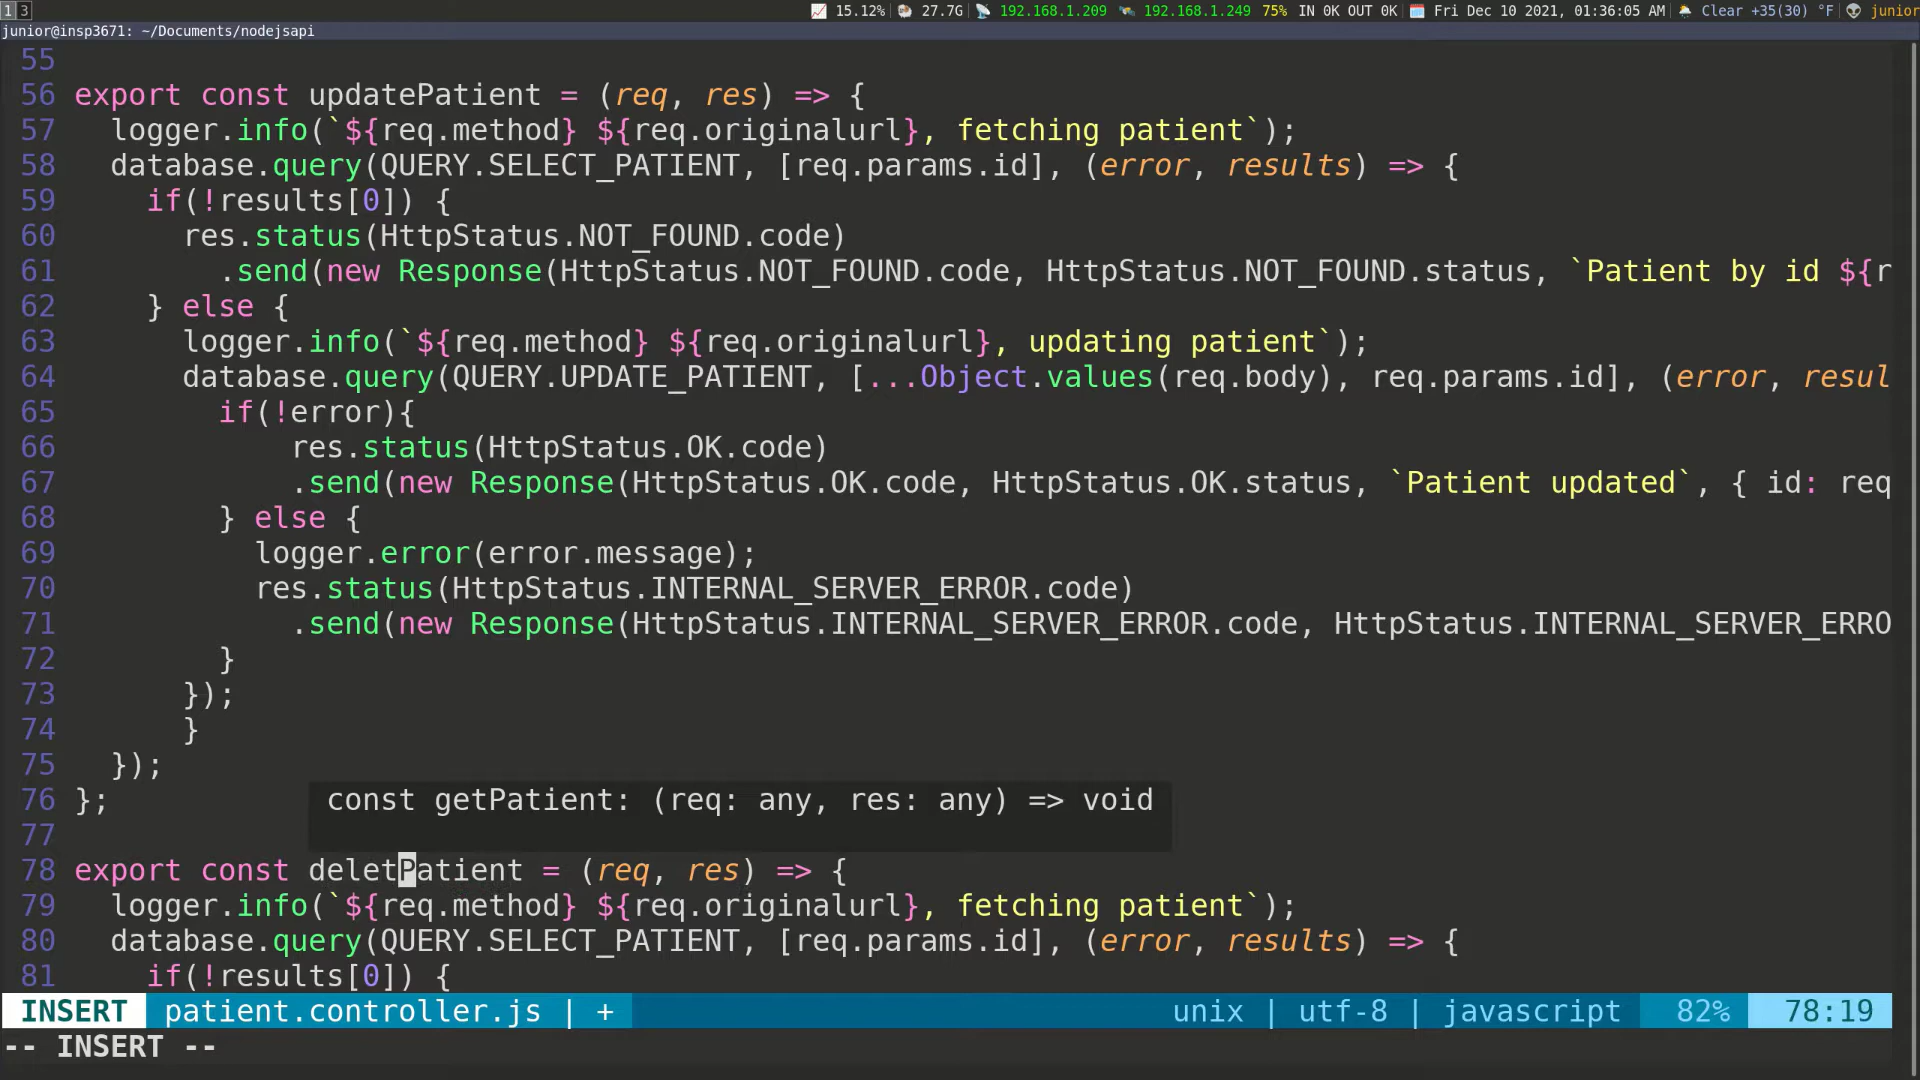 1 3 15.12% 27.7G 192.168.1.209 192.168.1.249 75% IN 0K OUT 0K Fri Dec 10 2021, 01:36:05 AM Clear +35(30) °F junior
junior@insp3671: ~/Documents/nodejsapi
55
56 export const updatePatient = (req, res) => {
57   logger.info(`${req.method} ${req.originalurl}, fetching patient`);
58   database.query(QUERY.SELECT_PATIENT, [req.params.id], (error, results) => {
59     if(!results[0]) {
60       res.status(HttpStatus.NOT_FOUND.code)
61         .send(new Response(HttpStatus.NOT_FOUND.code, HttpStatus.NOT_FOUND.status, `Patient by id ${r
62     } else {
63       logger.info(`${req.method} ${req.originalurl}, updating patient`);
64       database.query(QUERY.UPDATE_PATIENT, [...Object.values(req.body), req.params.id], (error, resul
65         if(!error){
66             res.status(HttpStatus.OK.code)
67             .send(new Response(HttpStatus.OK.code, HttpStatus.OK.status, `Patient updated`, { id: req
68         } else {
69           logger.error(error.message);
70           res.status(HttpStatus.INTERNAL_SERVER_ERROR.code)
71             .send(new Response(HttpStatus.INTERNAL_SERVER_ERROR.code, HttpStatus.INTERNAL_SERVER_ERRO
72         }
73       });
74       }
75   });
76 }; const getPatient: (req: any, res: any) => void
77
78 export const deletPatient = (req, res) => {
79   logger.info(`${req.method} ${req.originalurl}, fetching patient`);
80   database.query(QUERY.SELECT_PATIENT, [req.params.id], (error, results) => {
81     if(!results[0]) {
INSERT patient.controller.js | + unix | utf-8 | javascript 82% 78:19
-- INSERT --